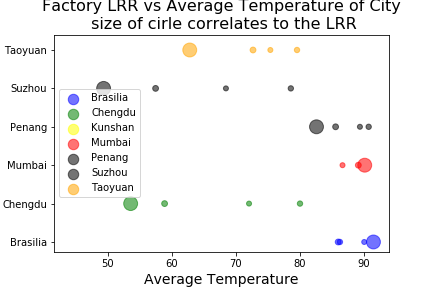 Factory LRR vs Average Temperature of City
size of cirle correlates to the LRR
Taoyuan
Suzhou
Penang
Mumbai
Chengdu
Brasilia
Brasilia
Chengdu
Kunshan
Mumbai
Penang
Suzhou
Taoyuan
50 60 70 80 90
Average Temperature